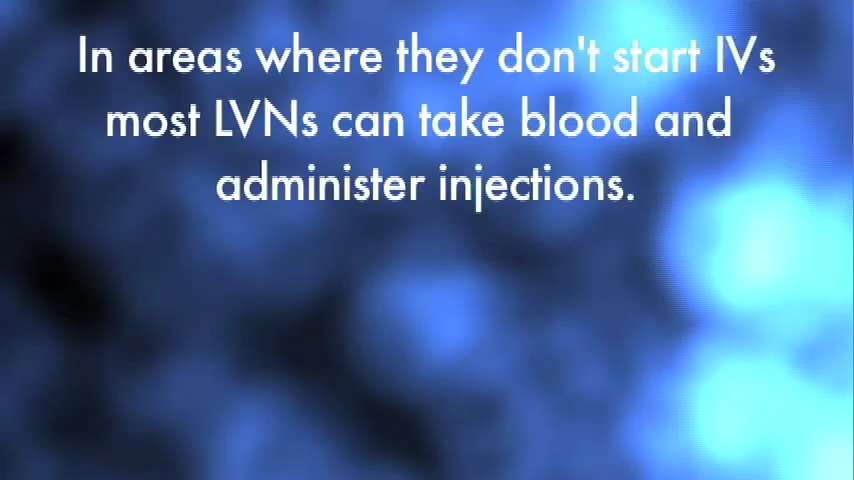 In areas where they don't start IVs
most LVNs can take blood and
administer injections.